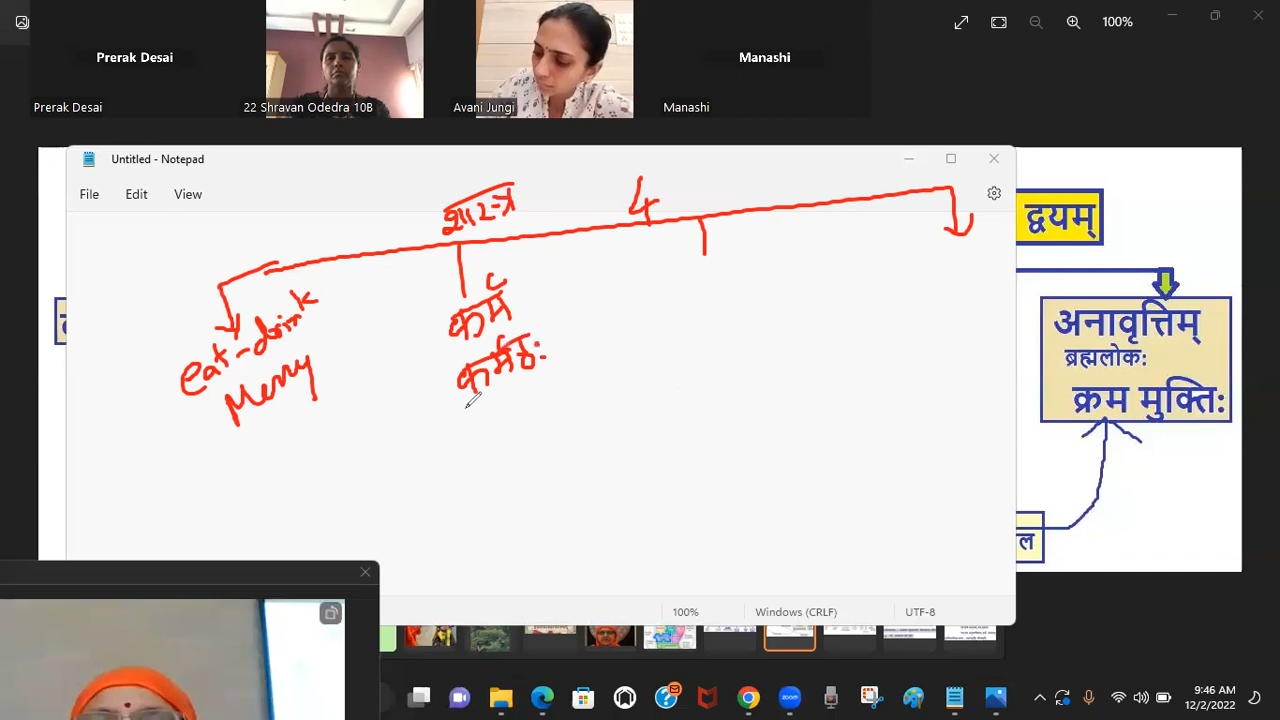 100%
Prerak Desai
Manashi
Prerak Desai
22 Shravan Odedra 10B
Avani Jungi
Manashi
Untitled - Notepad
File Edit View
द्वयम्
शास्त्र
4
eat-drink
Merry
कर्म
कर्मठः
अनावृत्तिम्
ब्रह्मलोक:
क्रम मुक्ति:
ल
100% Windows (CRLF) UTF-8
zoom
9:46 AM
12/2/2022